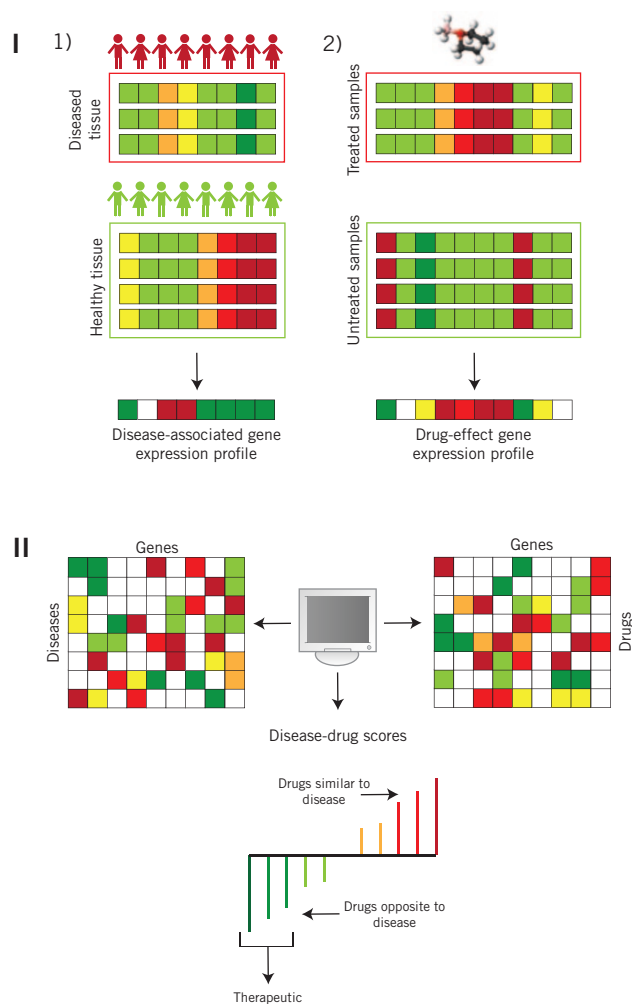 I
1)
2)
Diseased
tissue
Treated samples
Healthy tissue
Untreated samples
Disease-associated gene
expression profile
Drug-effect gene
expression profile
II
Genes
Genes
Diseases
Drugs
Disease-drug scores
Drugs similar to
disease
Drugs opposite to
disease
Therapeutic